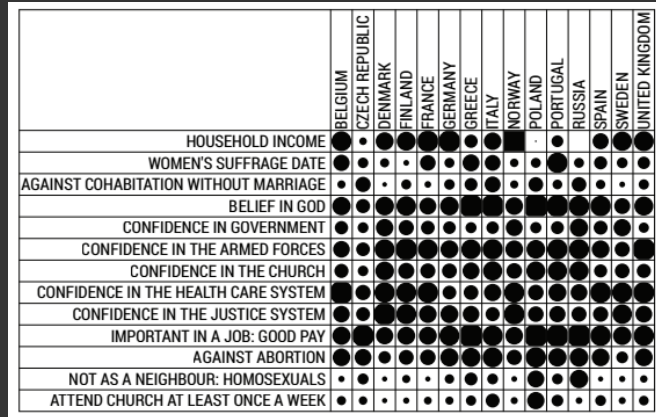 BELGIUM
CZECH REPUBLIC
DENMARK
FINLAND
FRANCE
GERMANY
GREECE
ITALY
NORWAY
POLAND
PORTUGAL
RUSSIA
SPAIN
SWEDEN
UNITED KINGDOM
HOUSEHOLD INCOME
WOMEN'S SUFFRAGE DATE
AGAINST COHABITATION WITHOUT MARRIAGE
BELIEF IN GOD
CONFIDENCE IN GOVERNMENT
CONFIDENCE IN THE ARMED FORCES
CONFIDENCE IN THE CHURCH
CONFIDENCE IN THE HEALTH CARE SYSTEM
CONFIDENCE IN THE JUSTICE SYSTEM
IMPORTANT IN A JOB: GOOD PAY
AGAINST ABORTION
NOT AS A NEIGHBOUR: HOMOSEXUALS
ATTEND CHURCH AT LEAST ONCE A WEEK